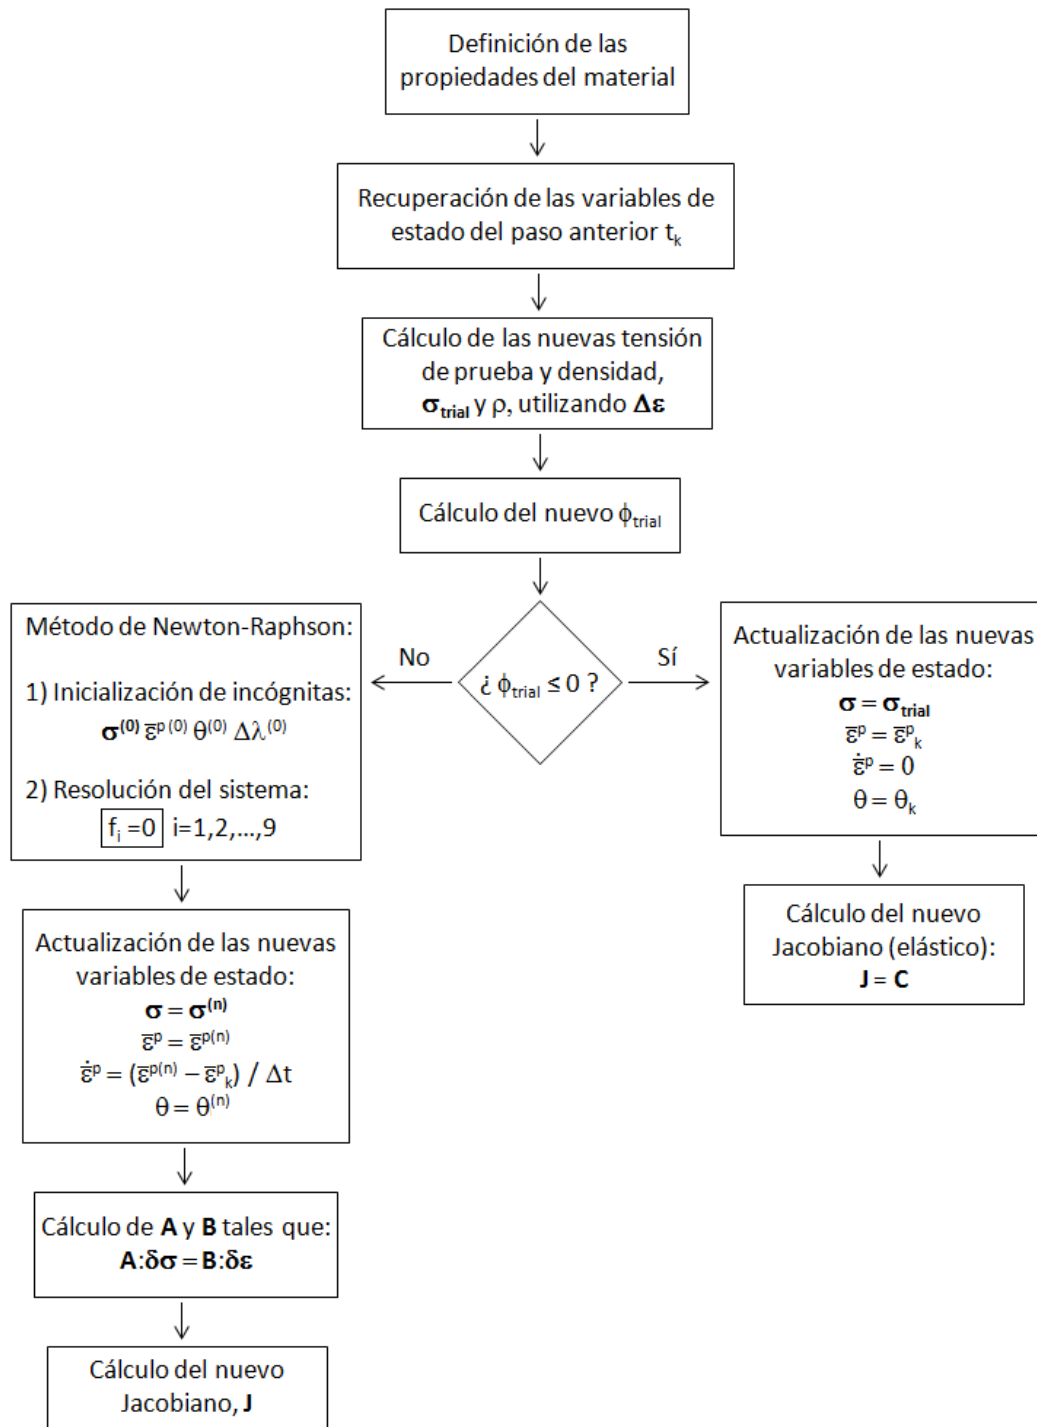 Definición de las
propiedades del material
Recuperación de las variables de
estado del paso anterior tₖ
Cálculo de las nuevas tensión
de prueba y densidad,
σtrial y ρ, utilizando Δε
Cálculo del nuevo ϕtrial
¿ ϕtrial ≤ 0 ?
No
Sí
Método de Newton-Raphson:
1) Inicialización de incógnitas:
σ⁽⁰⁾ ε̅ᵖ⁽⁰⁾ θ⁽⁰⁾ Δλ⁽⁰⁾
2) Resolución del sistema:
fᵢ =0 i=1,2,...,9
Actualización de las nuevas
variables de estado:
σ = σ⁽ⁿ⁾
ε̅ᵖ = ε̅ᵖ⁽ⁿ⁾
ε̅̇ᵖ = (ε̅ᵖ⁽ⁿ⁾ − ε̅ᵖₖ) / Δt
θ = θ⁽ⁿ⁾
Cálculo de A y B tales que:
A:δσ = B:δε
Cálculo del nuevo
Jacobiano, J
Actualización de las nuevas
variables de estado:
σ = σtrial
ε̅ᵖ = ε̅ᵖₖ
ε̅̇ᵖ = 0
θ = θₖ
Cálculo del nuevo
Jacobiano (elástico):
J = C